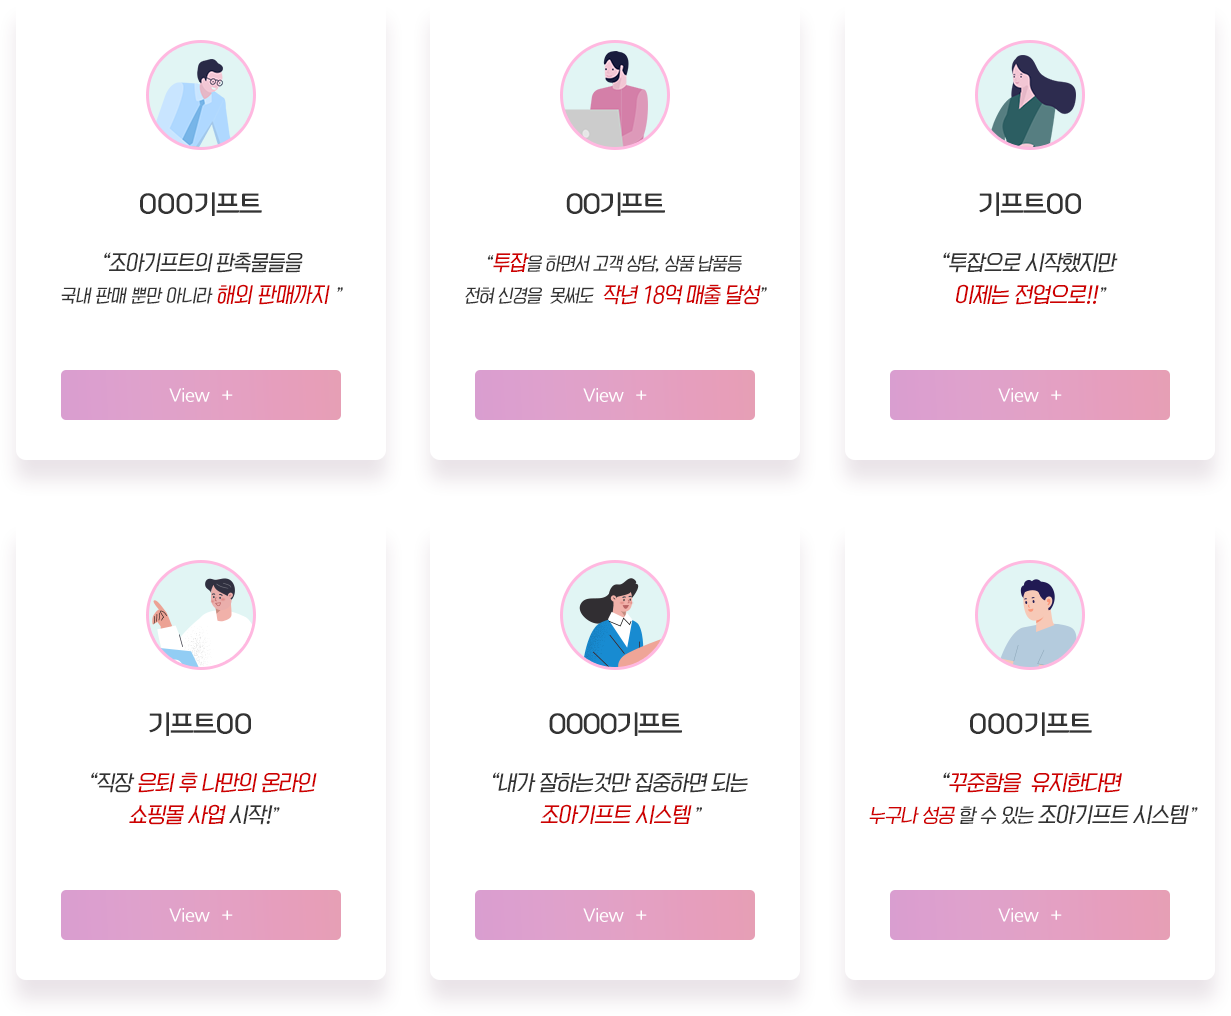 OOO기프트
“조아기프트의 판촉물들을
국내 판매 뿐만 아니라 해외 판매까지 ”
View +
OO기프트
“투잡을 하면서 고객 상담, 상품 납품등
전혀 신경을 못써도 작년 18억 매출 달성”
View +
기프트OO
“투잡으로 시작했지만
이제는 전업으로!!”
View +
기프트OO
“직장 은퇴 후 나만의 온라인
쇼핑몰 사업 시작!”
View +
OOOO기프트
“내가 잘하는것만 집중하면 되는
조아기프트 시스템 ”
View +
OOO기프트
“꾸준함을 유지한다면
누구나 성공 할 수 있는 조아기프트 시스템 ”
View +